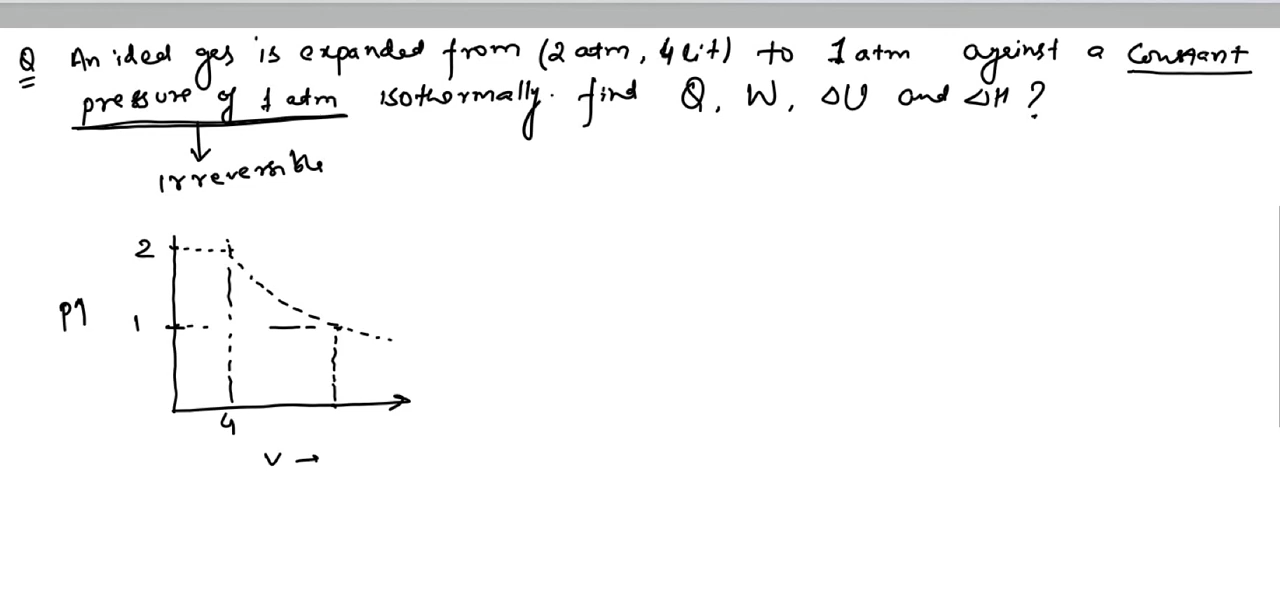 Q An ideal gas is expanded from (2 atm, 4 lit) to 1 atm against a constant
pressure of 1 atm isothermally. find Q, W, ΔU and ΔH?
irreversible
2
P↑ 1
4
V →